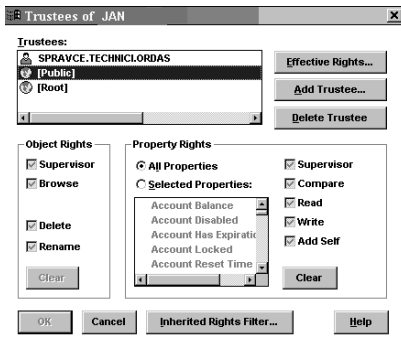 Trustees of JAN
Trustees:
SPRAVCE.TECHNICI.ORDAS
[Public]
[Root]
Effective Rights...
Add Trustee...
Delete Trustee
Object Rights
Supervisor
Browse
Delete
Rename
Clear
Property Rights
All Properties
Selected Properties:
Account Balance
Account Disabled
Account Has Expiratic
Account Locked
Account Reset Time
Supervisor
Compare
Read
Write
Add Self
Clear
OK
Cancel
Inherited Rights Filter...
Help